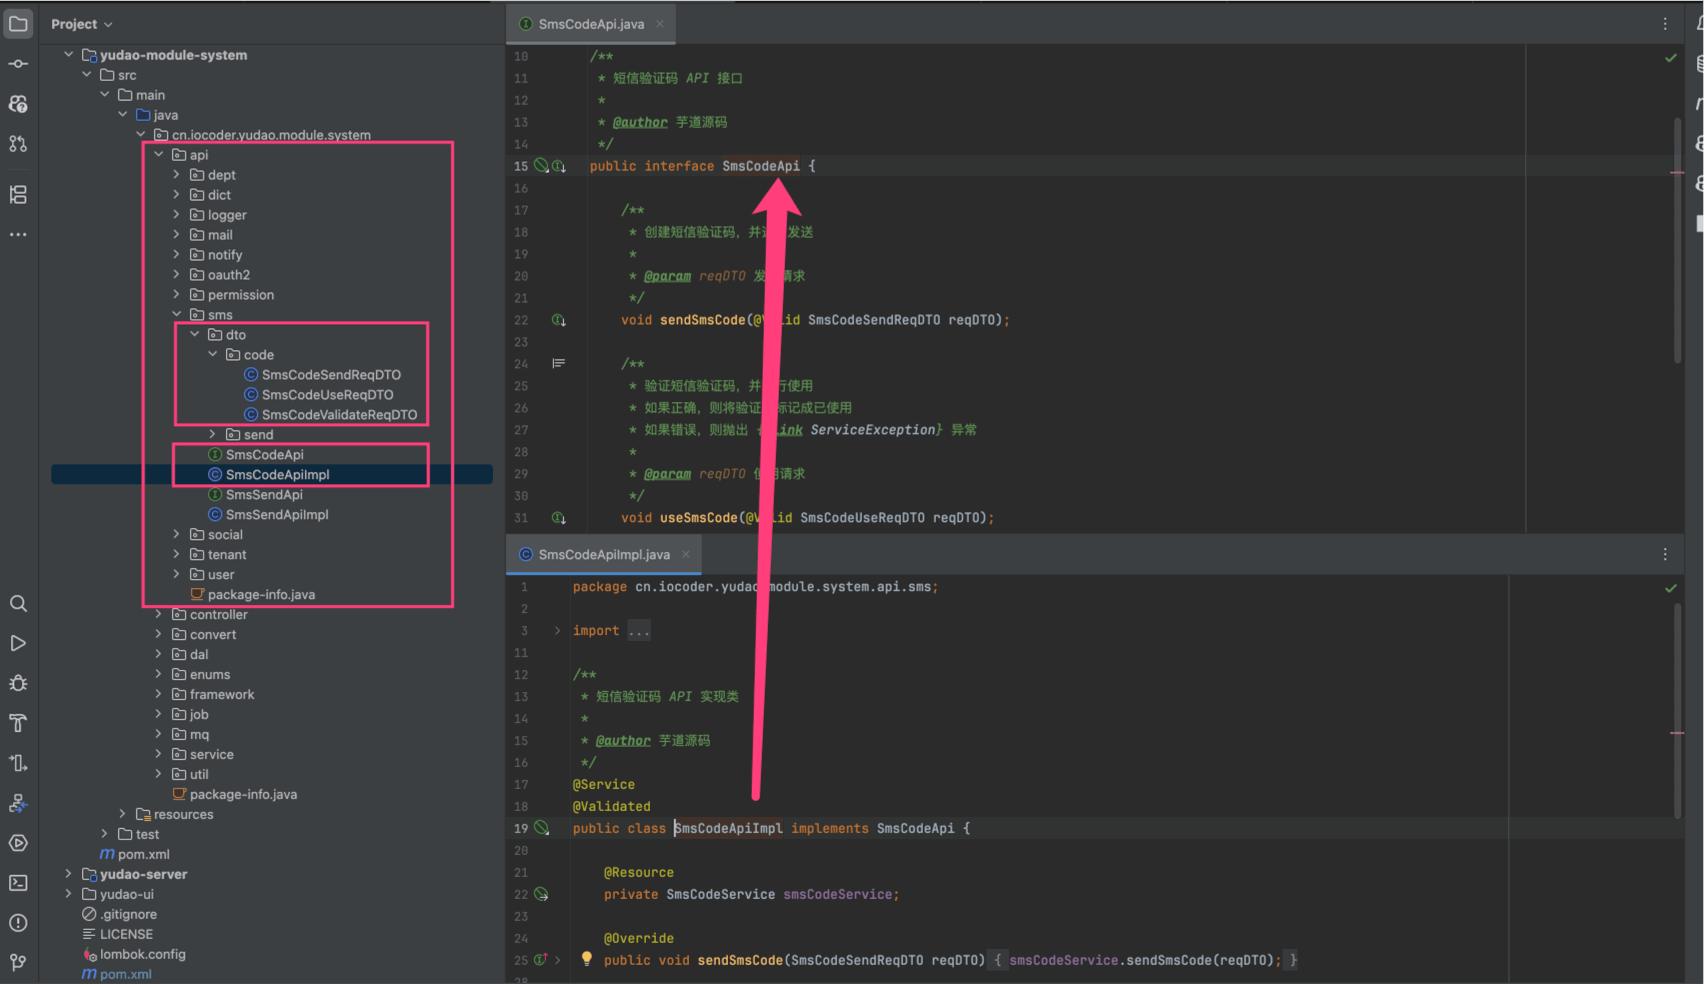 Project
yudao-module-system
src
main
java
cn.iocoder.yudao.module.system
api
dept
dict
logger
mail
notify
oauth2
permission
sms
dto
code
SmsCodeSendReqDTO
SmsCodeUseReqDTO
SmsCodeValidateReqDTO
send
SmsCodeApi
SmsCodeApiImpl
SmsSendApi
SmsSendApiImpl
social
tenant
user
package-info.java
controller
convert
dal
enums
framework
job
mq
service
util
package-info.java
resources
test
pom.xml
yudao-server
yudao-ui
.gitignore
LICENSE
lombok.config
pom.xml
SmsCodeApi.java
10 /**
11 * 短信验证码 API 接口
12 *
13 * @author 芋道源码
14 */
15 public interface SmsCodeApi {
16
17 /**
18 * 创建短信验证码，并 发送
19 *
20 * @param reqDTO 发 请求
21 */
22 void sendSmsCode(@V lid SmsCodeSendReqDTO reqDTO);
23
24 /**
25 * 验证短信验证码，并 行使用
26 * 如果正确，则将验证 标记成已使用
27 * 如果错误，则抛出 { ink ServiceException} 异常
28 *
29 * @param reqDTO 使 请求
30 */
31 void useSmsCode(@V lid SmsCodeUseReqDTO reqDTO);
SmsCodeApiImpl.java
1 package cn.iocoder.yudao module.system.api.sms;
2
3 import ...
11
12 /**
13 * 短信验证码 API 实现类
14 *
15 * @author 芋道源码
16 */
17 @Service
18 @Validated
19 public class SmsCodeApiImpl implements SmsCodeApi {
20
21 @Resource
22 private SmsCodeService smsCodeService;
23
24 @Override
25 public void sendSmsCode(SmsCodeSendReqDTO reqDTO) { smsCodeService.sendSmsCode(reqDTO); }
28